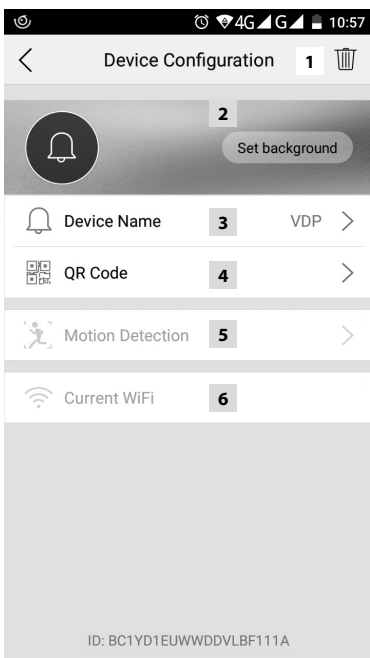 4G G 10:57
Device Configuration 1
2
Set background
Device Name 3 VDP
QR Code 4
Motion Detection 5
Current WiFi 6
ID: BC1YD1EUWWDDVLBF111A